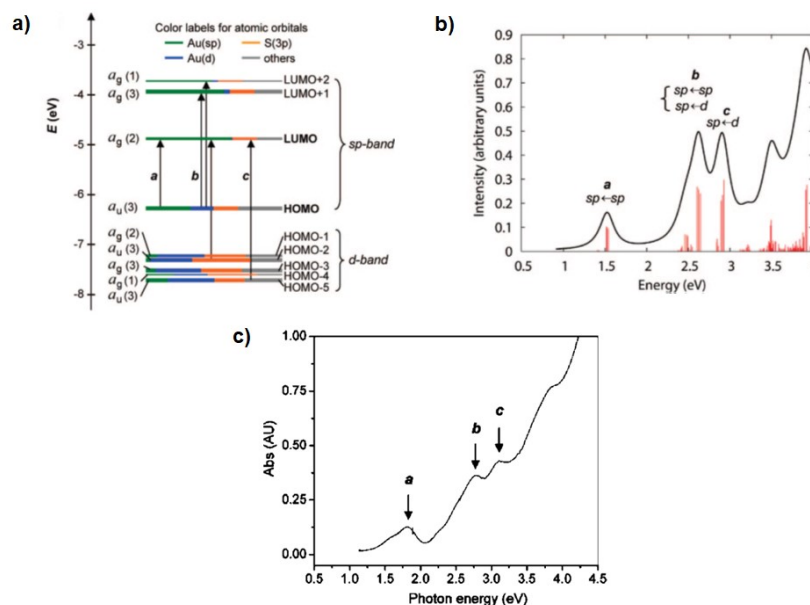 a)
Color labels for atomic orbitals
Au(sp) S(3p)
Au(d) others
E (eV)
-3
-4
-5
-6
-7
-8
ag (1) LUMO+2
ag (3) LUMO+1
ag (2) LUMO
au (3) HOMO
ag (2) HOMO-1
au (3) HOMO-2
ag (3) HOMO-3
ag (1) HOMO-4
au (3) HOMO-5
a b c
sp-band
d-band
b)
Intensity (arbitrary units)
0.9
0.8
0.7
0.6
0.5
0.4
0.3
0.2
0.1
0
b
sp←sp
sp←d
c
sp←d
a
sp←sp
0.5 1 1.5 2 2.5 3 3.5 4
Energy (eV)
c)
Abs (AU)
1.00
0.75
0.50
0.25
0.00
a
b
c
0.5 1.0 1.5 2.0 2.5 3.0 3.5 4.0 4.5
Photon energy (eV)